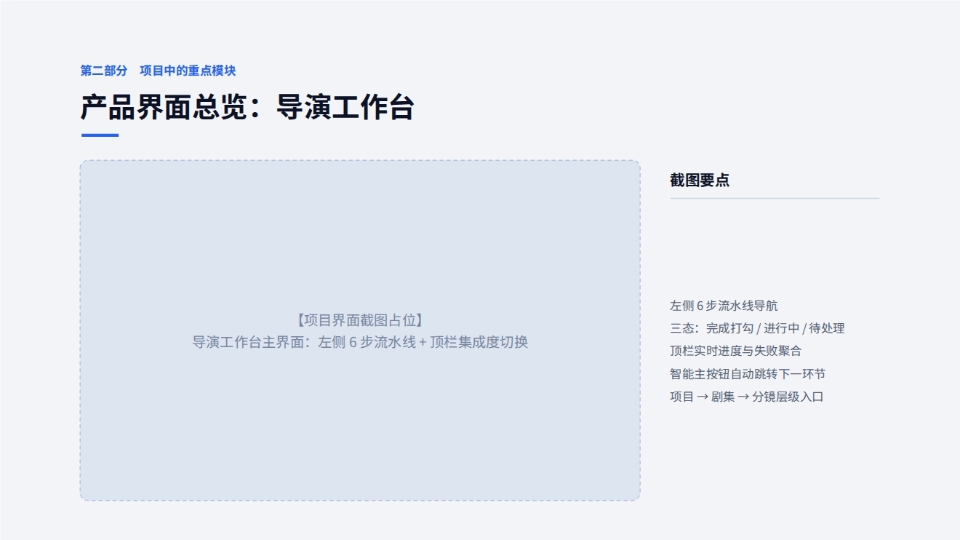 第二部分　项目中的重点模块
产品界面总览：导演工作台
【项目界面截图占位】
导演工作台主界面：左侧 6 步流水线 + 顶栏集成度切换
截图要点
左侧 6 步流水线导航
三态：完成打勾 / 进行中 / 待处理
顶栏实时进度与失败聚合
智能主按钮自动跳转下一环节
项目 → 剧集 → 分镜层级入口